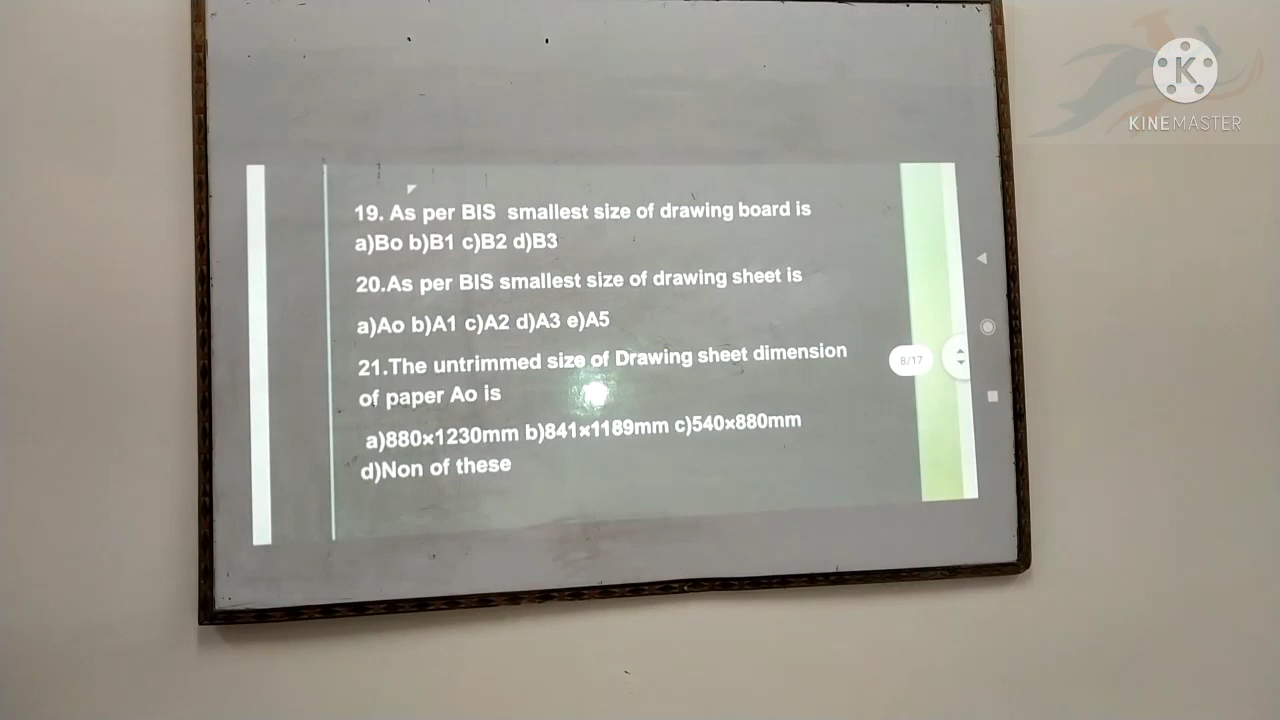 KINEMASTER
19. As per BIS smallest size of drawing board is
a)Bo b)B1 c)B2 d)B3
20.As per BIS smallest size of drawing sheet is
a)Ao b)A1 c)A2 d)A3 e)A5
21.The untrimmed size of Drawing sheet dimension
of paper Ao is
a)880×1230mm b)841×1189mm c)540×880mm
d)Non of these
8/17